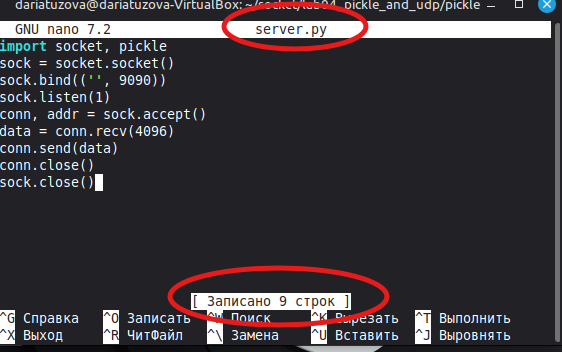 dariatuzova@dariatuzova-VirtualBox:~/socket/lab04_pickle_and_udp/pickle
GNU nano 7.2 server.py
import socket, pickle
sock = socket.socket()
sock.bind(('', 9090))
sock.listen(1)
conn, addr = sock.accept()
data = conn.recv(4096)
conn.send(data)
conn.close()
sock.close()
[ Записано 9 строк ]
^G Справка ^O Записать ^W Поиск ^K Вырезать ^T Выполнить
^X Выход ^R ЧитФайл ^\ Замена ^U Вставить ^J Выровнять